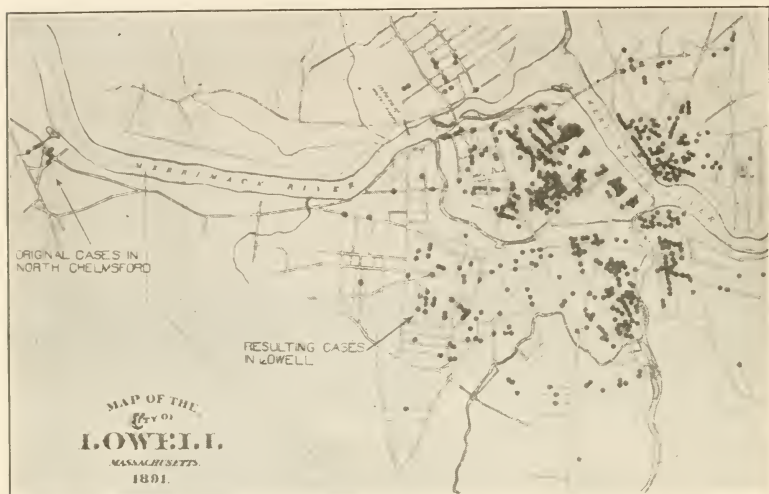 MERRIMACK RIVER
ORIGINAL CASES IN
NORTH CHELMSFORD
RESULTING CASES
IN LOWELL
MAP OF THE
CITY OF
LOWELL
MASSACHUSETTS.
1891.